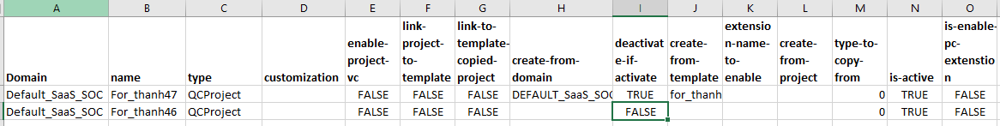 A B C D E F G H I J K L M N O
Domain name type customization enable-project-vc link-project-to-template link-to-template-copied-project create-from-domain deactivate-if-activate create-from-template extension-name-to-enable create-from-project type-to-copy-from is-active is-enable-pc-extenstion
Default_SaaS_SOC For_thanh47 QCProject FALSE FALSE FALSE DEFAULT_SaaS_SO TRUE for_thanh 0 TRUE FALSE
Default_SaaS_SOC For_thanh46 QCProject FALSE FALSE FALSE FALSE 0 TRUE FALSE